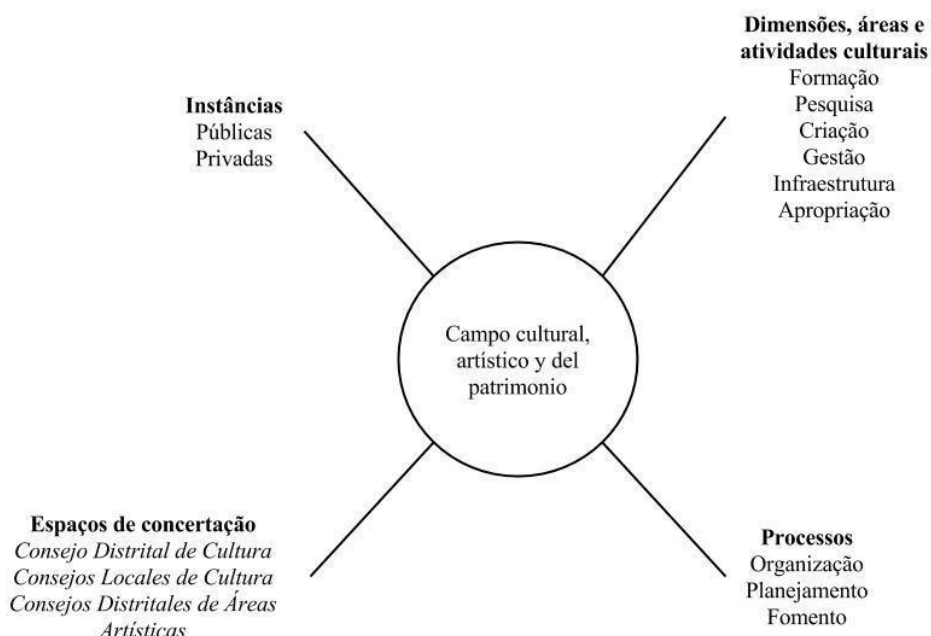 Dimensões, áreas e
atividades culturais
Formação
Pesquisa
Criação
Gestão
Infraestrutura
Apropriação
Instâncias
Públicas
Privadas
Campo cultural,
artístico y del
patrimonio
Espaços de concertação
Consejo Distrital de Cultura
Consejos Locales de Cultura
Consejos Distritales de Áreas
Artísticas
Processos
Organização
Planejamento
Fomento